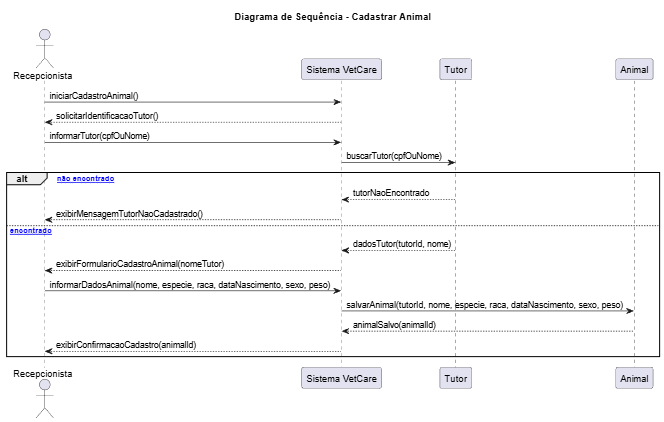 Diagrama de Sequência - Cadastrar Animal
Recepcionista
Sistema VetCare
Tutor
Animal
iniciarCadastroAnimal()
solicitarIdentificacaoTutor()
informarTutor(cpfOuNome)
buscarTutor(cpfOuNome)
alt
não encontrado
tutorNaoEncontrado
exibirMensagemTutorNaoCadastrado()
encontrado
dadosTutor(tutorId, nome)
exibirFormularioCadastroAnimal(nomeTutor)
informarDadosAnimal(nome, especie, raca, dataNascimento, sexo, peso)
salvarAnimal(tutorId, nome, especie, raca, dataNascimento, sexo, peso)
animalSalvo(animalId)
exibirConfirmacaoCadastro(animalId)
Recepcionista
Sistema VetCare
Tutor
Animal